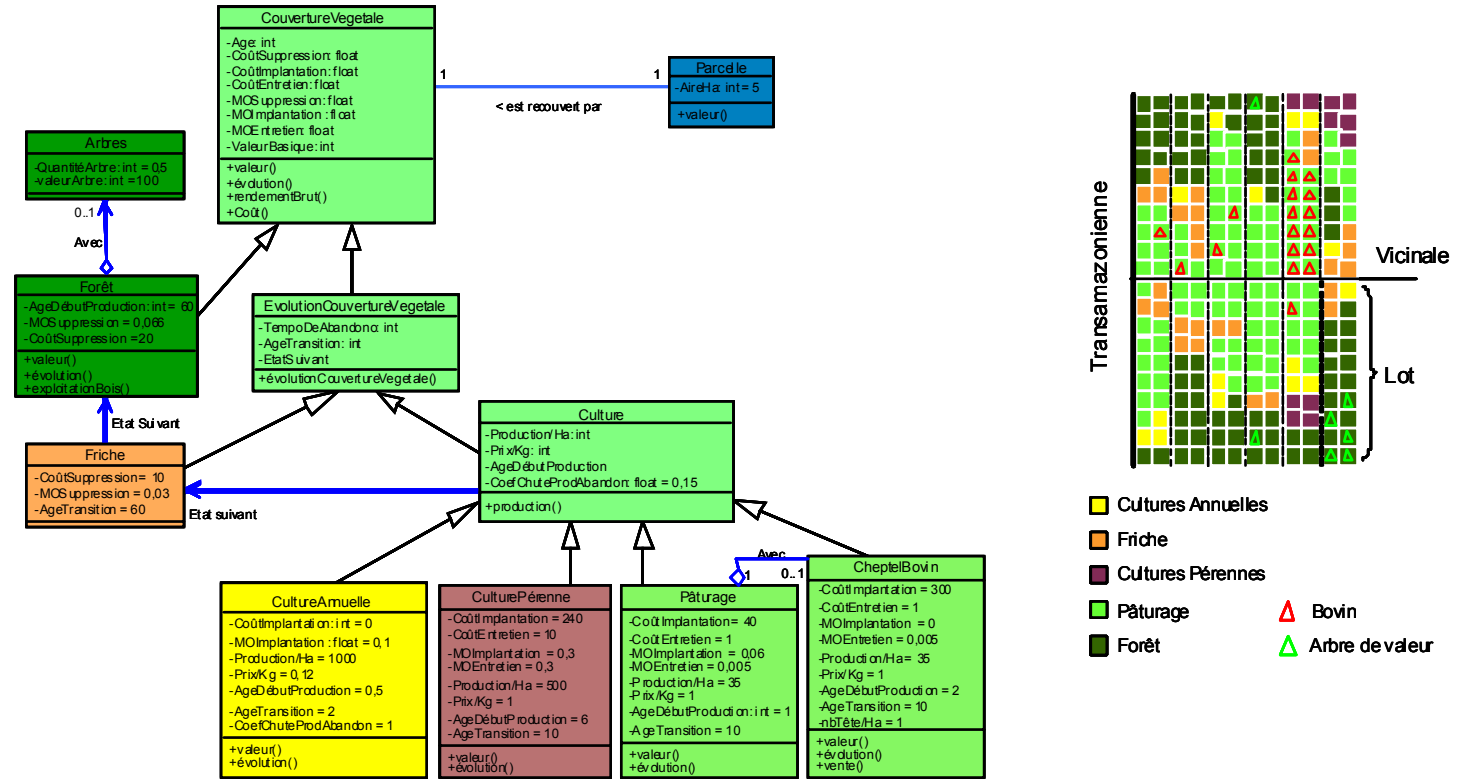 CouvertureVegetale
-Age: int
-CoûtSuppression: float
-CoûtImplantation: float
-CoûtEntretien: float
-MOSuppression: float
-MOImplantation: float
-MOEntretien: float
-ValeurBasique: int
+valeur()
+évolution()
+rendementBrut()
+Coût()
1
1
< est recouvert par
Parcelle
-AireHa: int = 5
+valeur()
Arbres
-QuantitéArbre: int = 0,5
-valeurArbre: int = 100
0..1
Avec
Forêt
-AgeDébutProduction: int = 60
-MOSuppression = 0,066
-CoûtSuppression =20
+valeur()
+évolution()
+exploitationBois()
Etat Suivant
Friche
-CoûtSuppression= 10
-MOSuppression = 0,03
-AgeTransition = 60
EvolutionCouvertureVegetale
-TempoDeAbandono: int
-AgeTransition: int
-EtatSuivant
+évolutionCouvertureVegetale()
Etat suivant
Culture
-Production/Ha: int
-Prix/Kg: int
-AgeDébutProduction
-CoefChuteProdAbandon: float = 0,15
+production()
CultureAnnuelle
-CoûtImplantation: int = 0
-MOImplantation: float = 0,1
-Production/Ha = 1000
-Prix/Kg = 0,12
-AgeDébutProduction = 0,5
-AgeTransition = 2
-CoefChuteProdAbandon = 1
+valeur()
+évolution()
CulturePérenne
-CoûtImplantation = 240
-CoûtEntretien = 10
-MOImplantation = 0,3
-MOEntretien = 0,3
-Production/Ha = 500
-Prix/Kg = 1
-AgeDébutProduction = 6
-AgeTransition = 10
+valeur()
+évolution()
Avec
1
0..1
Pâturage
-CoûtImplantation = 40
-CoûtEntretien = 1
-MOImplantation = 0,06
-MOEntretien = 0,005
-Production/Ha = 35
-Prix/Kg = 1
-AgeDébutProduction: int = 1
-AgeTransition = 10
+valeur()
+évolution()
CheptelBovin
-CoûtImplantation = 300
-CoûtEntretien = 1
-MOImplantation = 0
-MOEntretien = 0,005
-Production/Ha = 35
-Prix/Kg = 1
-AgeDébutProduction = 2
-AgeTransition = 10
-nbTête/Ha = 1
+valeur()
+évolution()
+vente()
Transamazonienne
Vicinale
Lot
Cultures Annuelles
Friche
Cultures Pérennes
Pâturage
Bovin
Forêt
Arbre de valeur